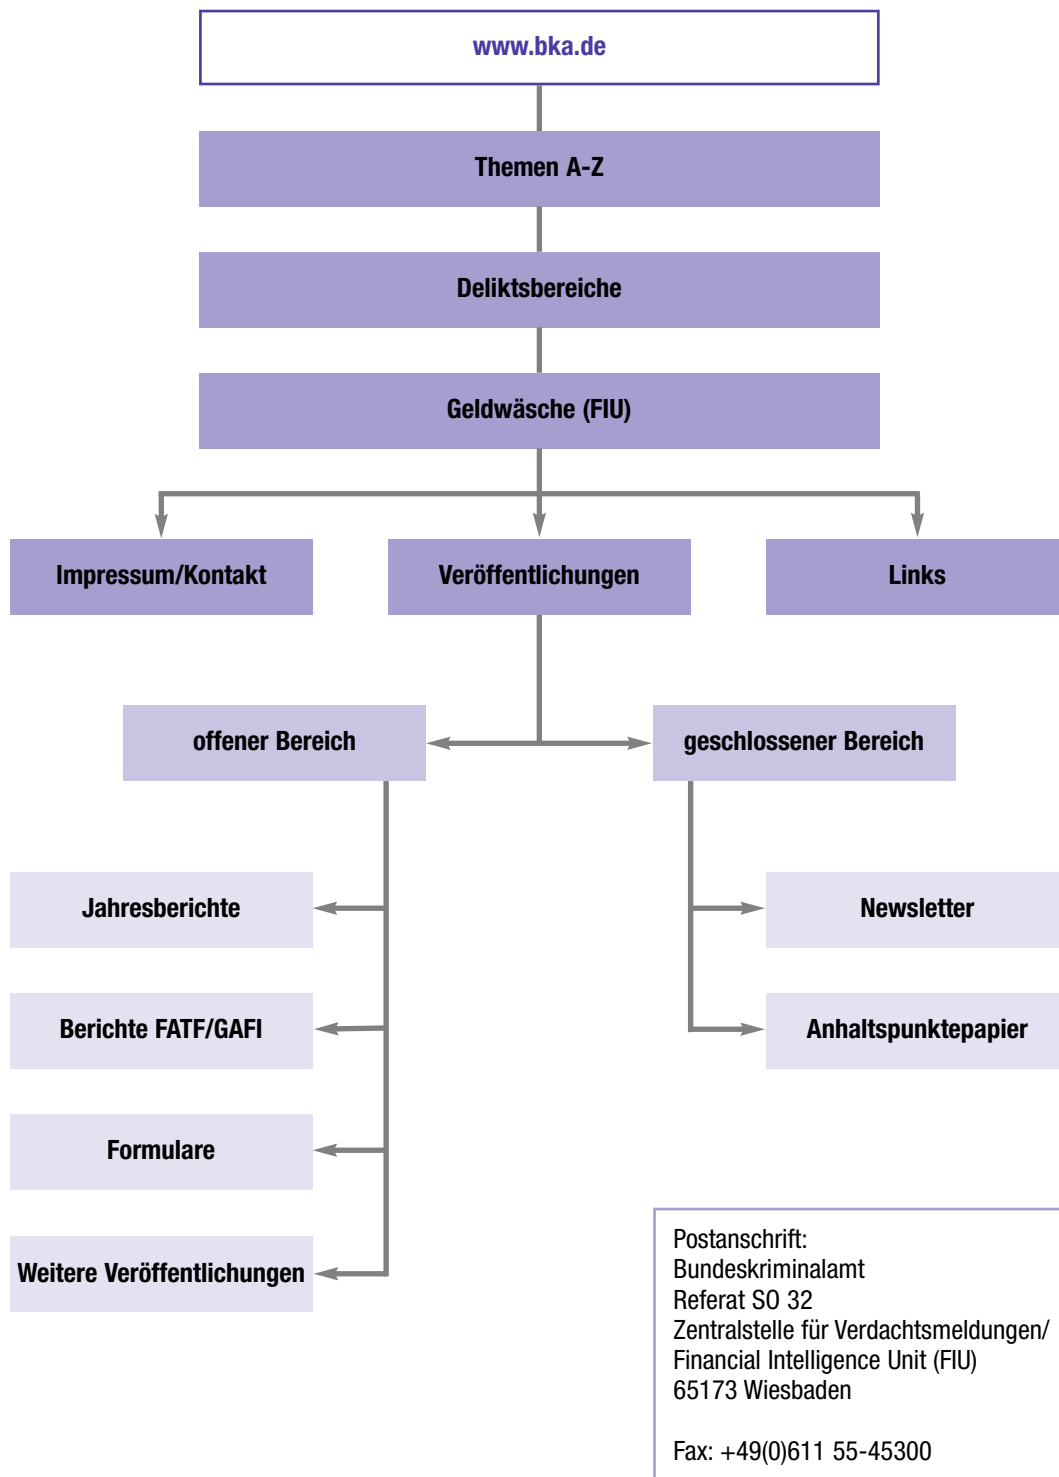 www.bka.de
Themen A-Z
Deliktsbereiche
Geldwäsche (FIU)
Impressum/Kontakt
Veröffentlichungen
Links
offener Bereich
geschlossener Bereich
Jahresberichte
Newsletter
Berichte FATF/GAFI
Anhaltspunktepapier
Formulare
Weitere Veröffentlichungen
Postanschrift:
Bundeskriminalamt
Referat SO 32
Zentralstelle für Verdachtsmeldungen/
Financial Intelligence Unit (FIU)
65173 Wiesbaden
Fax: +49(0)611 55-45300